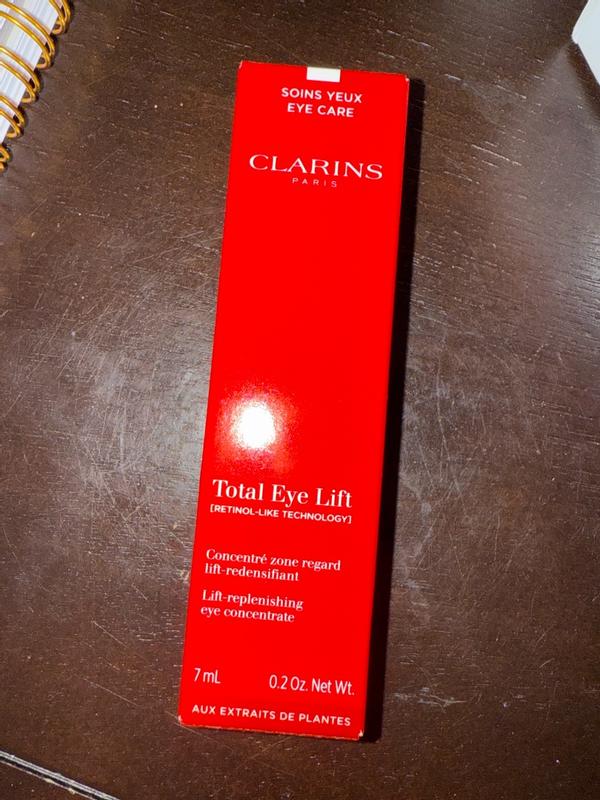 SOINS YEUX
EYE CARE
CLARINS
PARIS
Total Eye Lift
[RETINOL-LIKE TECHNOLOGY]
Concentré zone regard
lift-redensifiant
Lift-replenishing
eye concentrate
7 mL 0.2 Oz. Net Wt.
AUX EXTRAITS DE PLANTES